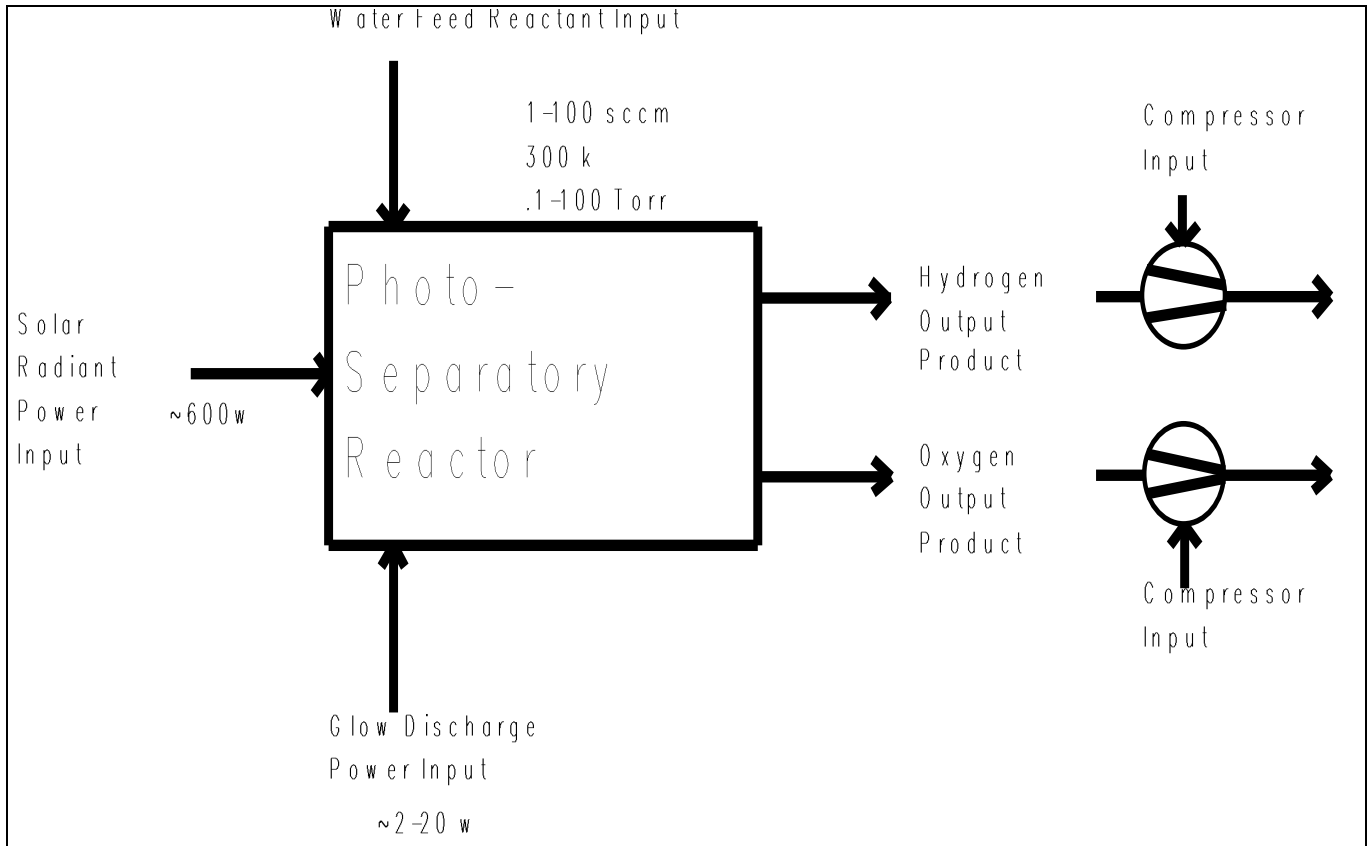 Water Feed Reactant Input
1-100 sccm
300 k
.1-100 Torr
Compressor
Input
Photo-
Separatory
Reactor
Solar
Radiant
Power
Input
~600w
Hydrogen
Output
Product
Oxygen
Output
Product
Compressor
Input
Glow Discharge
Power Input
~2-20 w